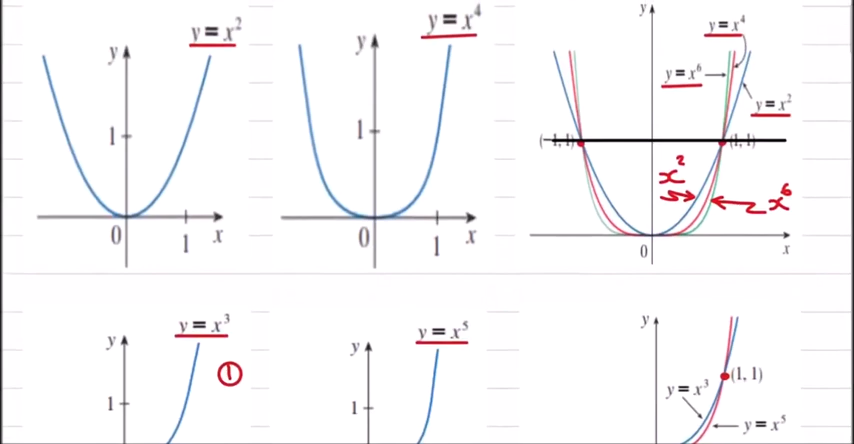 y = x²
y
1
0
1
x
y = x⁴
y
1
0
1
x
y
y = x⁴
y = x⁶
y = x²
(−1, 1)
(1, 1)
x²
x⁶
0
x
y = x³
y
①
1
y = x⁵
y
1
y
(1, 1)
y = x³
y = x⁵